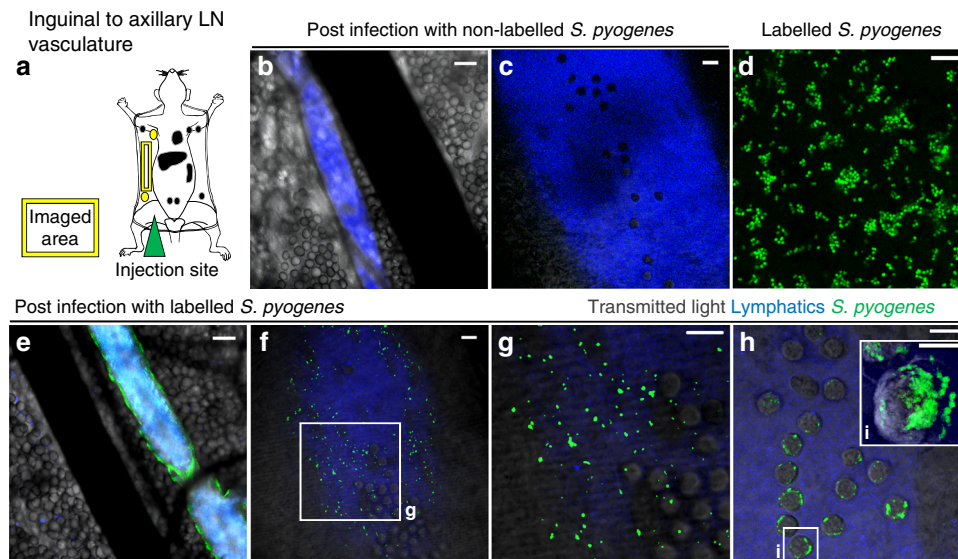 Inguinal to axillary LN
vasculature
a
Imaged
area
Injection site
Post infection with non-labelled S. pyogenes
Labelled S. pyogenes
b
c
d
Post infection with labelled S. pyogenes
Transmitted light Lymphatics S. pyogenes
e
f
g
g
h
i
i